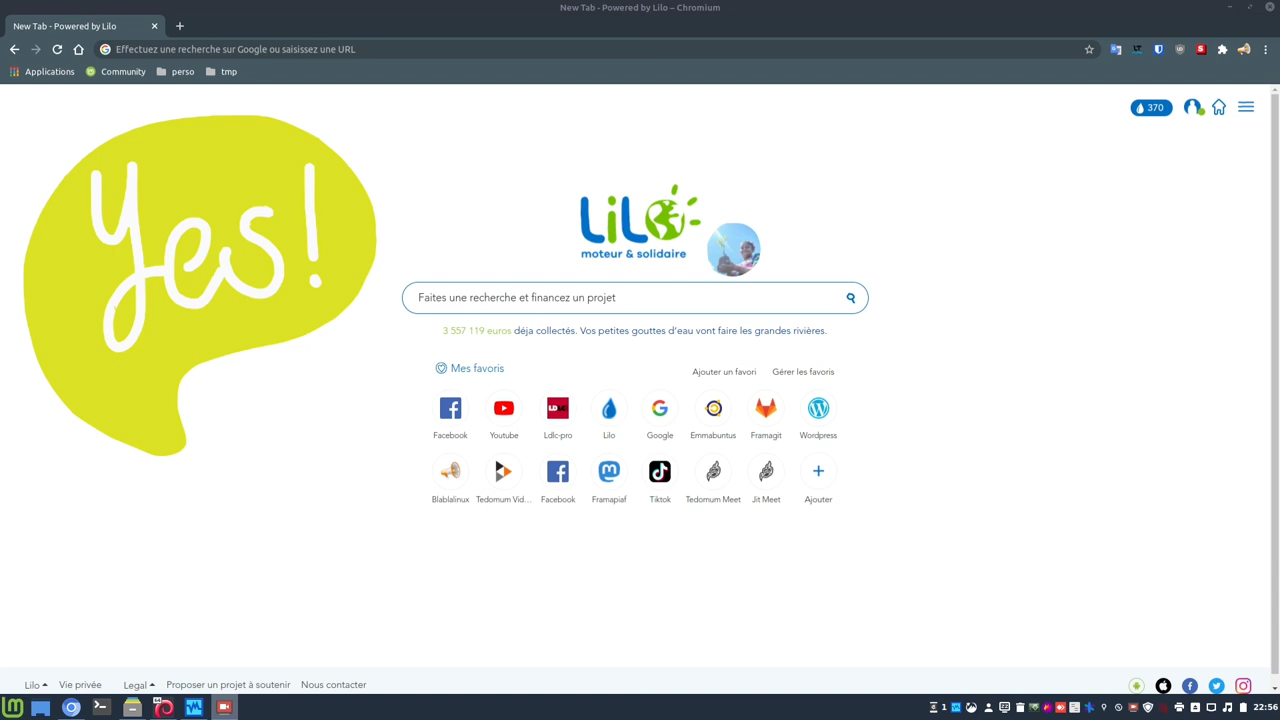 New Tab - Powered by Lilo – Chromium
New Tab - Powered by Lilo
Effectuez une recherche sur Google ou saisissez une URL
Applications
Community
perso
tmp
370
Yes!
LiLO
moteur & solidaire
Faites une recherche et financez un projet
3 557 119 euros déja collectés. Vos petites gouttes d'eau vont faire les grandes rivières.
Mes favoris
Ajouter un favori
Gérer les favoris
Facebook
Youtube
Ldlc-pro
Lilo
Google
Emmabuntus
Framagit
Wordpress
Blablalinux
Tedomum Vid...
Facebook
Framapiaf
Tiktok
Tedomum Meet
Jit Meet
Ajouter
Lilo
Vie privée
Legal
Proposer un projet à soutenir
Nous contacter
1
22:56